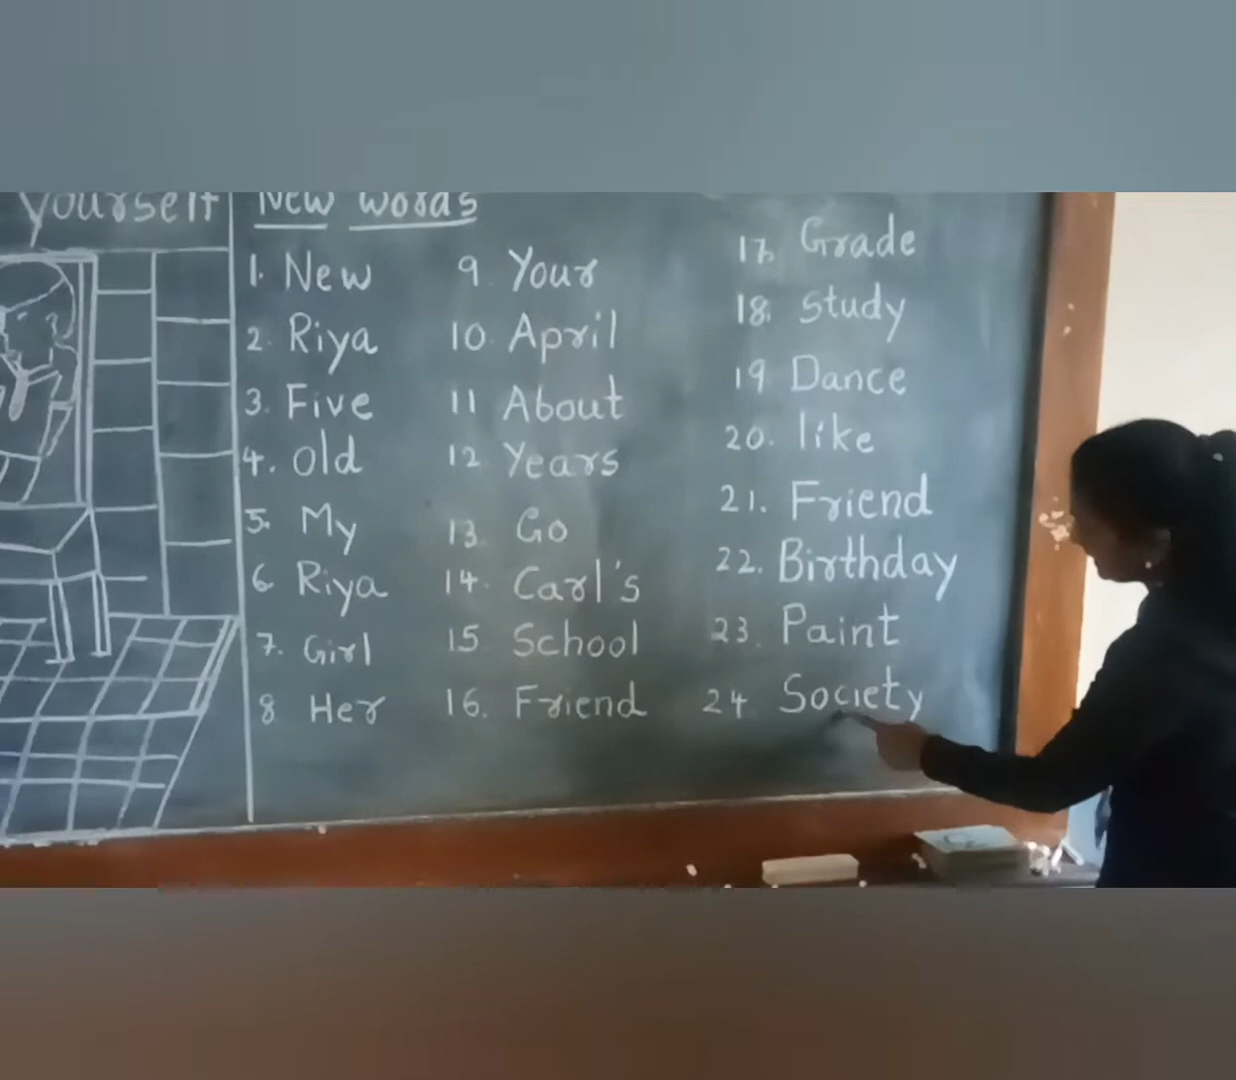 Yourself
New words
1. New
2. Riya
3. Five
4. old
5. My
6 Riya
7. Girl
8 Her
9. Your
10. April
11 About
12 Years
13. Go
14. Carl's
15 School
16. Friend
17. Grade
18. study
19 Dance
20. like
21. Friend
22. Birthday
23. Paint
24 Society